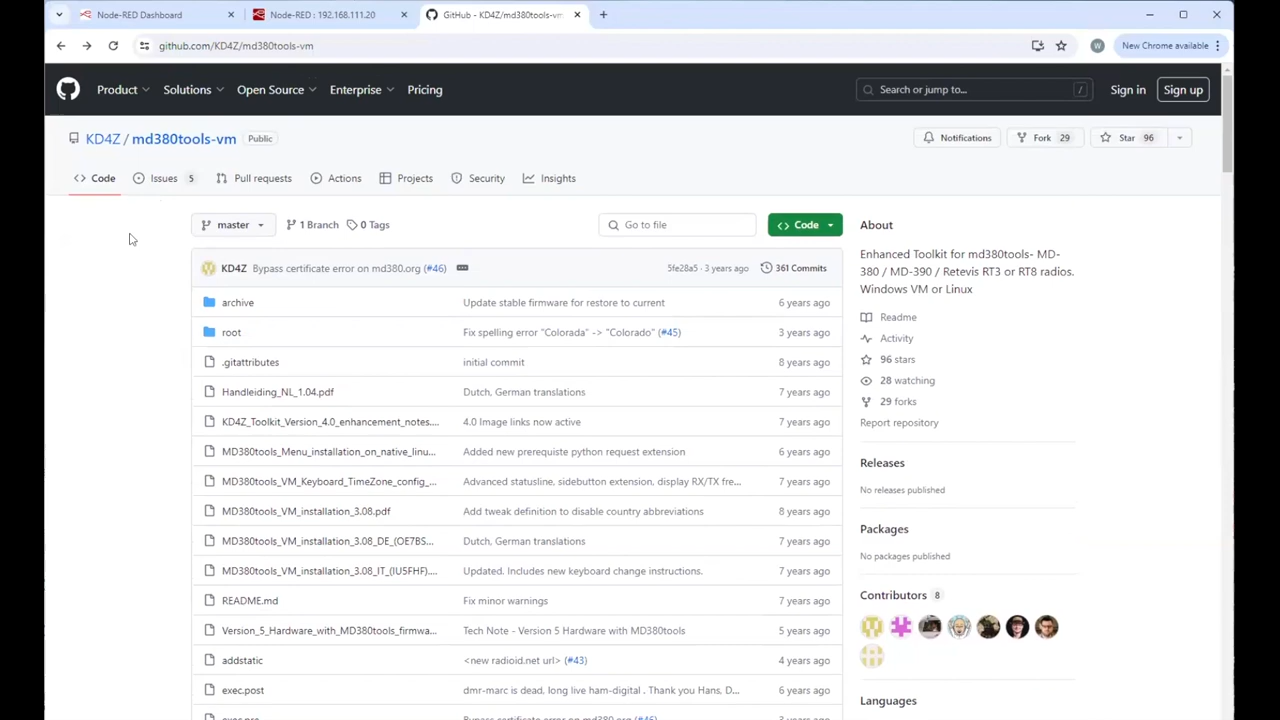 Node-RED Dashboard
Node-RED : 192.168.111.20
GitHub - KD4Z/md380tools-vm
github.com/KD4Z/md380tools-vm
W
New Chrome available
Product
Solutions
Open Source
Enterprise
Pricing
Search or jump to...
/
Sign in
Sign up
KD4Z / md380tools-vm
Public
Notifications
Fork 29
Star 96
Code
Issues 5
Pull requests
Actions
Projects
Security
Insights
master
1 Branch
0 Tags
Go to file
Code
KD4Z Bypass certificate error on md380.org (#46)
5fe28a5 · 3 years ago
361 Commits
archive Update stable firmware for restore to current 6 years ago
root Fix spelling error "Colorada" -> "Colorado" (#45) 3 years ago
.gitattributes initial commit 8 years ago
Handleiding_NL_1.04.pdf Dutch, German translations 7 years ago
KD4Z_Toolkit_Version_4.0_enhancement_notes.... 4.0 Image links now active 7 years ago
MD380tools_Menu_installation_on_native_linu... Added new prerequiste python request extension 6 years ago
MD380tools_VM_Keyboard_TimeZone_config_... Advanced statusline, sidebutton extension, display RX/TX fre... 7 years ago
MD380tools_VM_installation_3.08.pdf Add tweak definition to disable country abbreviations 8 years ago
MD380tools_VM_installation_3.08_DE_(OE7BS... Dutch, German translations 7 years ago
MD380tools_VM_installation_3.08_IT_(IU5FHF).... Updated, Includes new keyboard change instructions. 7 years ago
README.md Fix minor warnings 7 years ago
Version_5_Hardware_with_MD380tools_firmwa... Tech Note - Version 5 Hardware with MD380tools 5 years ago
addstatic <new radioid.net url> (#43) 4 years ago
exec.post dmr-marc is dead, long live ham-digital . Thank you Hans, D... 6 years ago
About
Enhanced Toolkit for md380tools- MD-
380 / MD-390 / Retevis RT3 or RT8 radios.
Windows VM or Linux
Readme
Activity
96 stars
28 watching
29 forks
Report repository
Releases
No releases published
Packages
No packages published
Contributors 8
Languages